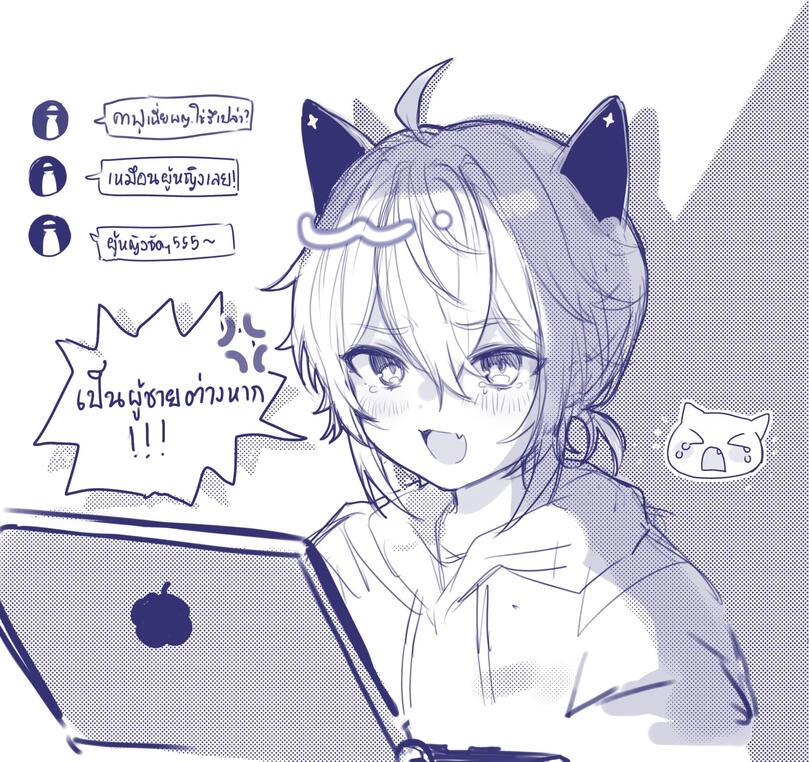 คาฟุเนี่ยผญ.ใช่รึเปล่า?
เหมือนผู้หญิงเลย!
ผู้หญิงชัดๆ555~
เป็นผู้ชายต่างหาก
!!!